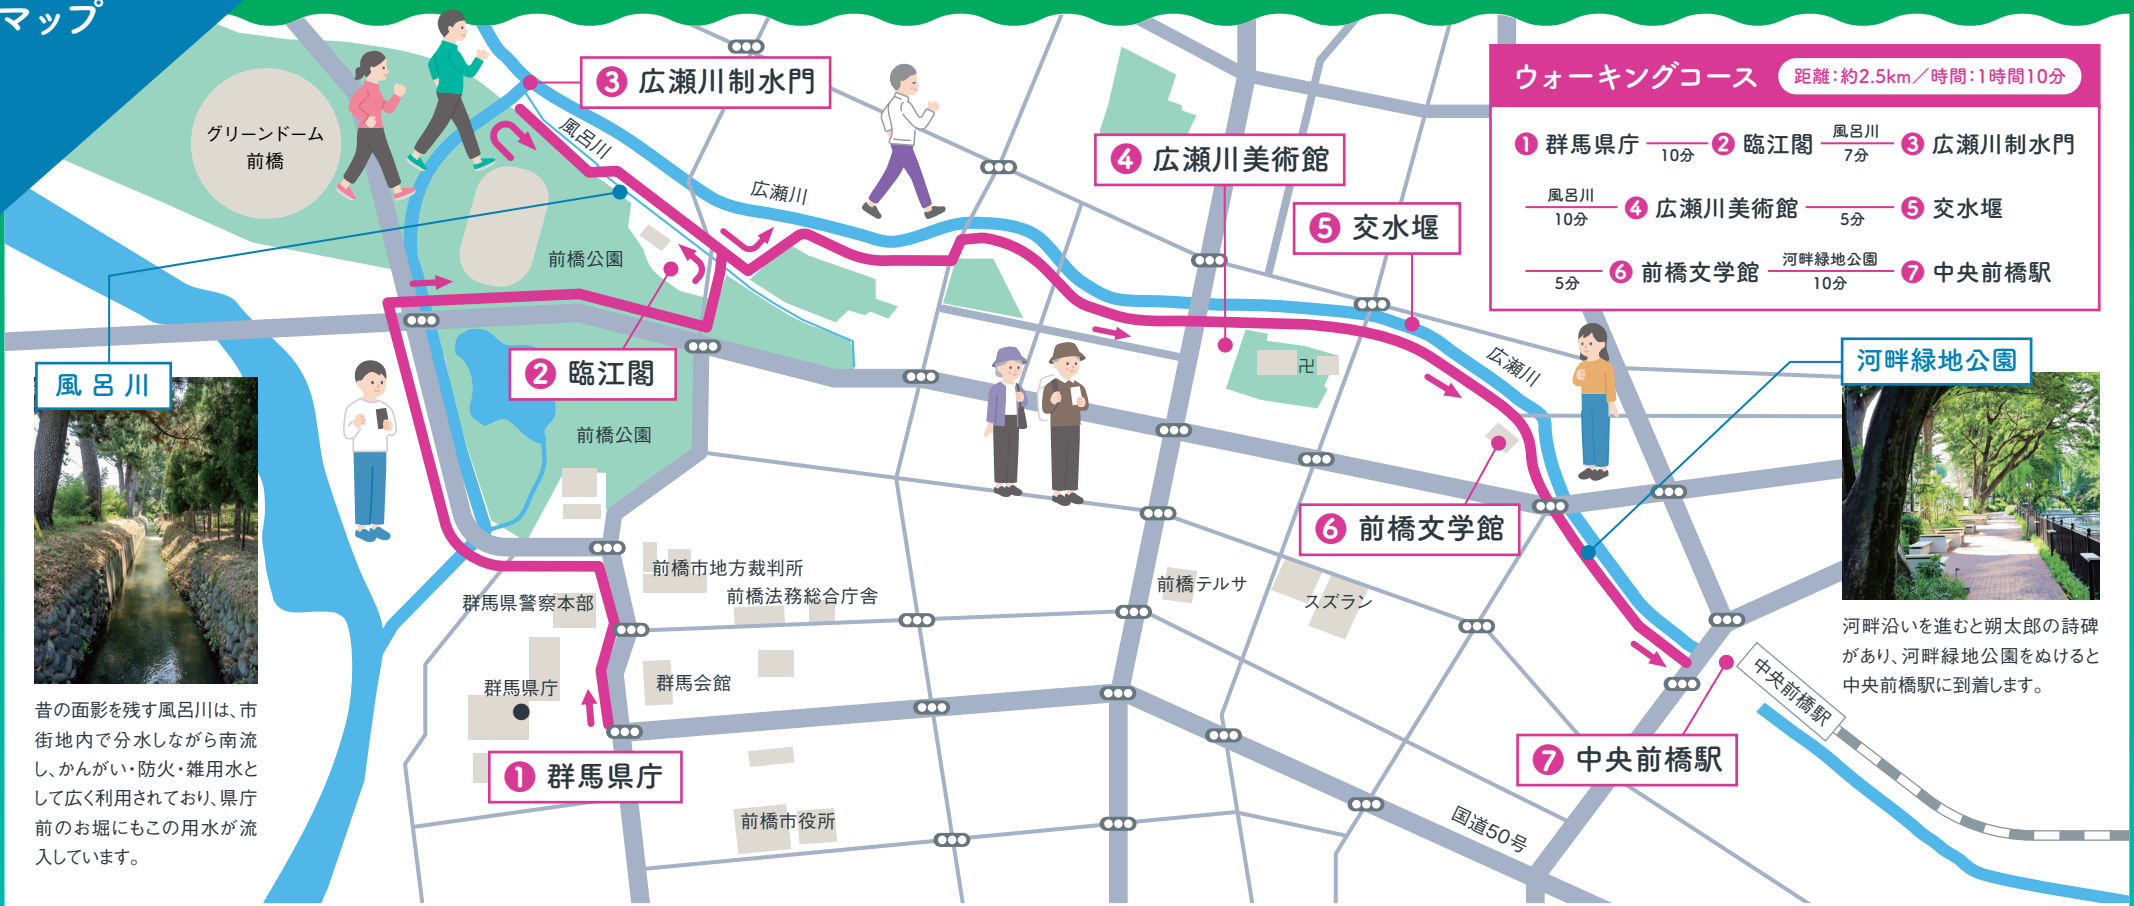 マップ
グリーンドーム
前橋
❸ 広瀬川制水門
風呂川
広瀬川
❹ 広瀬川美術館
❺ 交水堰
ウォーキングコース
距離：約2.5km／時間：1時間10分
❶ 群馬県庁 10分 ❷ 臨江閣 風呂川 7分 ❸ 広瀬川制水門
風呂川 10分 ❹ 広瀬川美術館 5分 ❺ 交水堰
5分 ❻ 前橋文学館 河畔緑地公園 10分 ❼ 中央前橋駅
前橋公園
❷ 臨江閣
前橋公園
風呂川
昔の面影を残す風呂川は、市
街地内で分水しながら南流
し、かんがい・防火・雑用水と
して広く利用されており、県庁
前のお堀にもこの用水が流
入しています。
卍
広瀬川
河畔緑地公園
河畔沿いを進むと朔太郎の詩碑
があり、河畔緑地公園をぬけると
中央前橋駅に到着します。
❻ 前橋文学館
前橋市地方裁判所
前橋法務総合庁舎
群馬県警察本部
前橋テルサ
スズラン
群馬県庁
群馬会館
❶ 群馬県庁
中央前橋駅
❼ 中央前橋駅
前橋市役所
国道50号